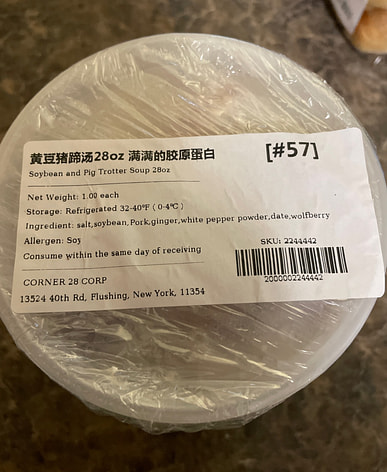 黄豆猪蹄汤28oz 满满的胶原蛋白
[#57]
Soybean and Pig Trotter Soup 28oz
Net Weight: 1.00 each
Storage: Refrigerated 32-40°F ( 0-4°C )
Ingredient: salt,soybean,Pork,ginger,white pepper powder,date,wolfberry
Allergen: Soy
Consume within the same day of receiving
SKU: 2244442
2000002244442
CORNER 28 CORP
13524 40th Rd, Flushing, New York, 11354